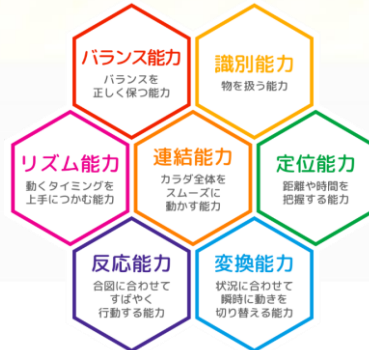 バランス能力
バランスを
正しく保つ能力
識別能力
物を扱う能力
リズム能力
動くタイミングを
上手につかむ能力
連結能力
カラダ全体を
スムーズに
動かす能力
定位能力
距離や時間を
把握する能力
反応能力
合図に合わせて
すばやく
行動する能力
変換能力
状況に合わせて
瞬時に動きを
切り替える能力